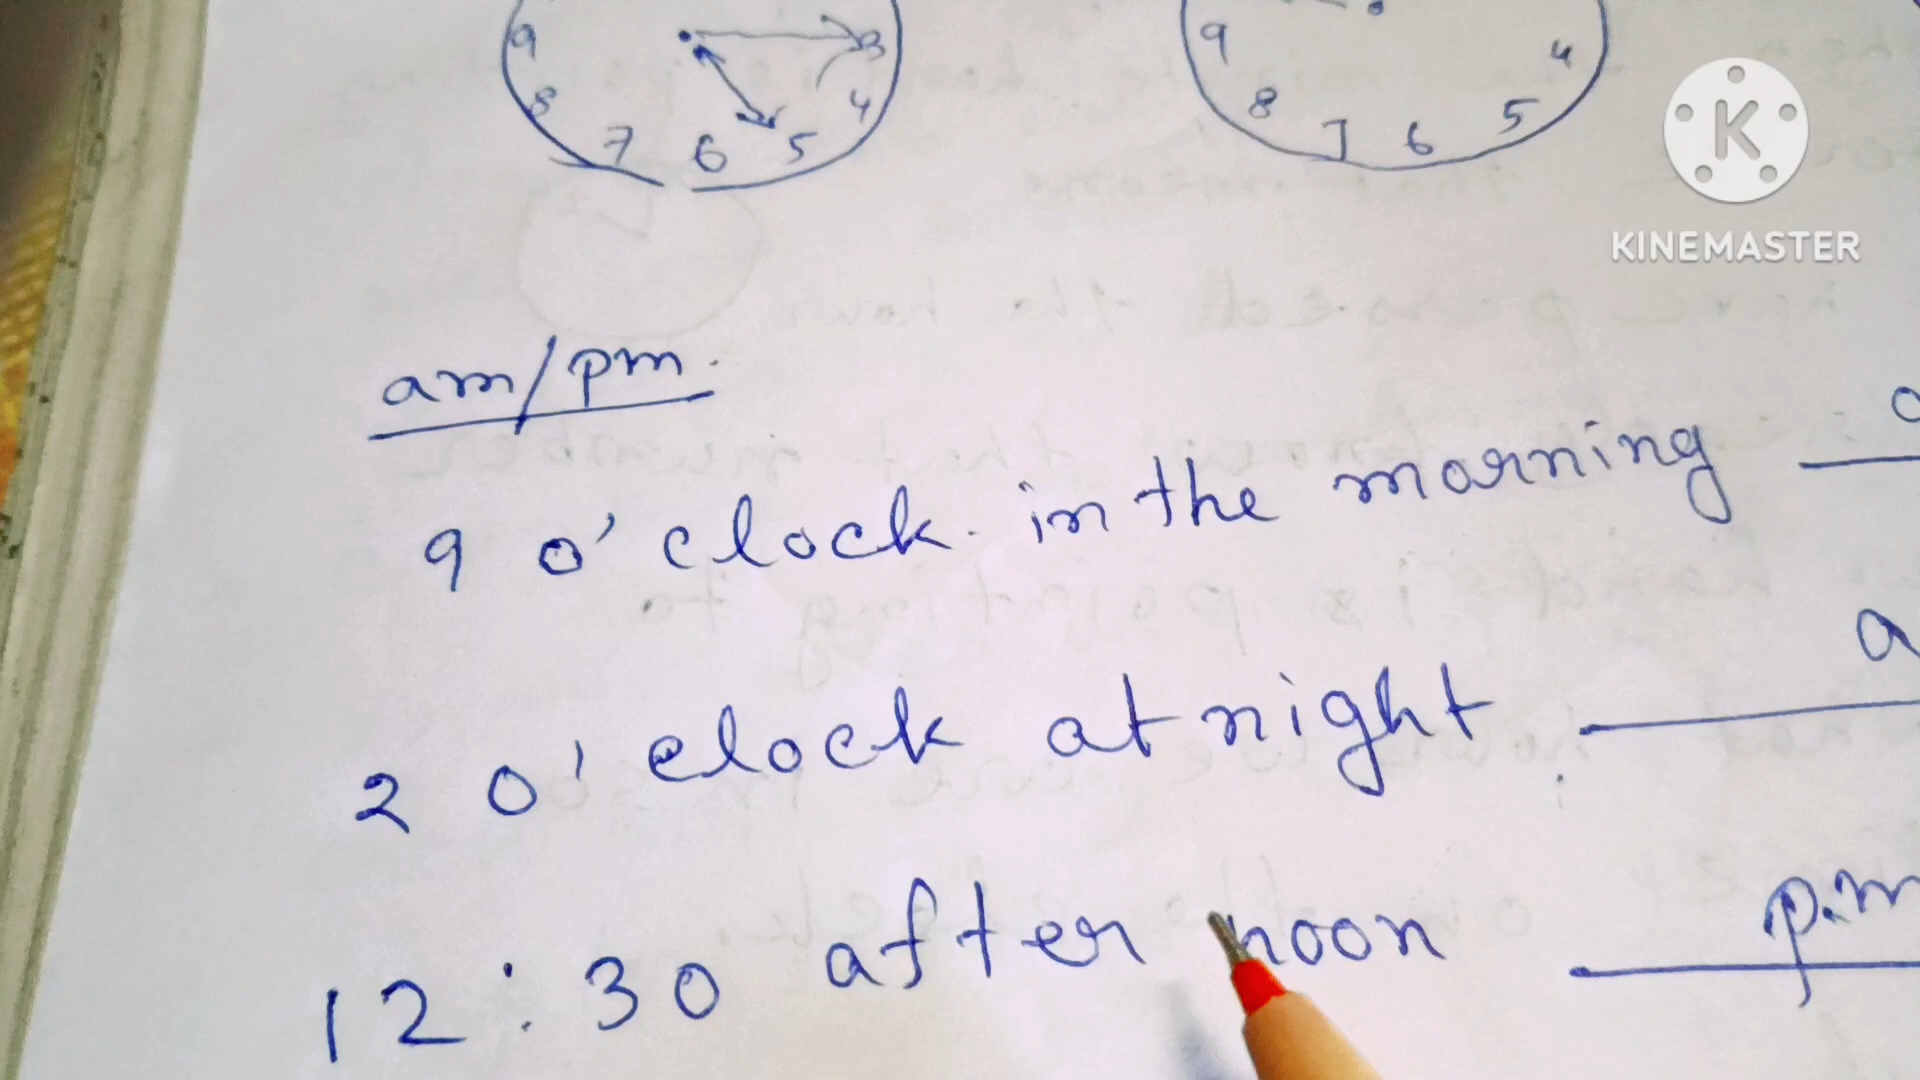 9 3
8 4
7 6 5
9 4
8 5
7 6
K
KINEMASTER
am/pm.
9 o'clock in the morning a
2 o'clock at night a
12:30 after noon p.m